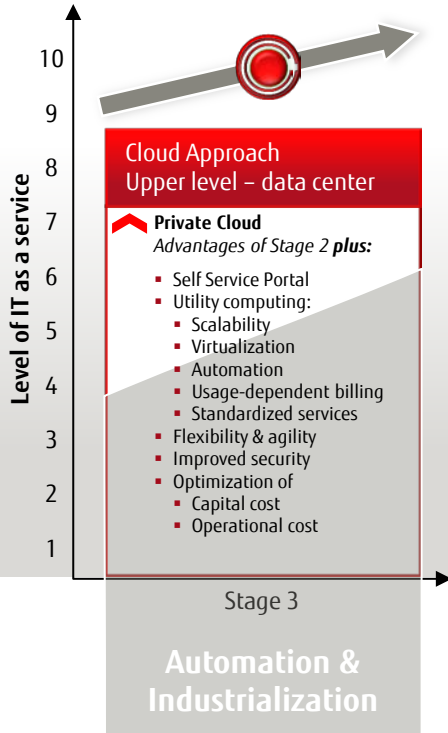 Level of IT as a service
10
9
8
7
6
5
4
3
2
1
Cloud Approach
Upper level – data center
Private Cloud
Advantages of Stage 2 plus:
▪ Self Service Portal
▪ Utility computing:
▪ Scalability
▪ Virtualization
▪ Automation
▪ Usage-dependent billing
▪ Standardized services
▪ Flexibility & agility
▪ Improved security
▪ Optimization of
▪ Capital cost
▪ Operational cost
Stage 3
Automation &
Industrialization